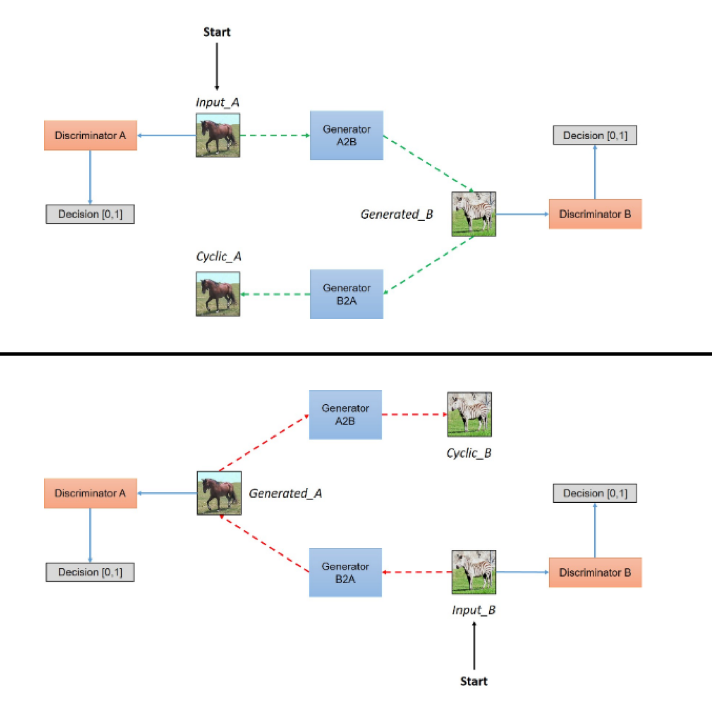 Start
Input_A
Discriminator A
Generator
A2B
Decision [0,1]
Decision [0,1]
Generated_B
Discriminator B
Cyclic_A
Generator
B2A
Generator
A2B
Cyclic_B
Discriminator A
Generated_A
Decision [0,1]
Decision [0,1]
Generator
B2A
Discriminator B
Input_B
Start